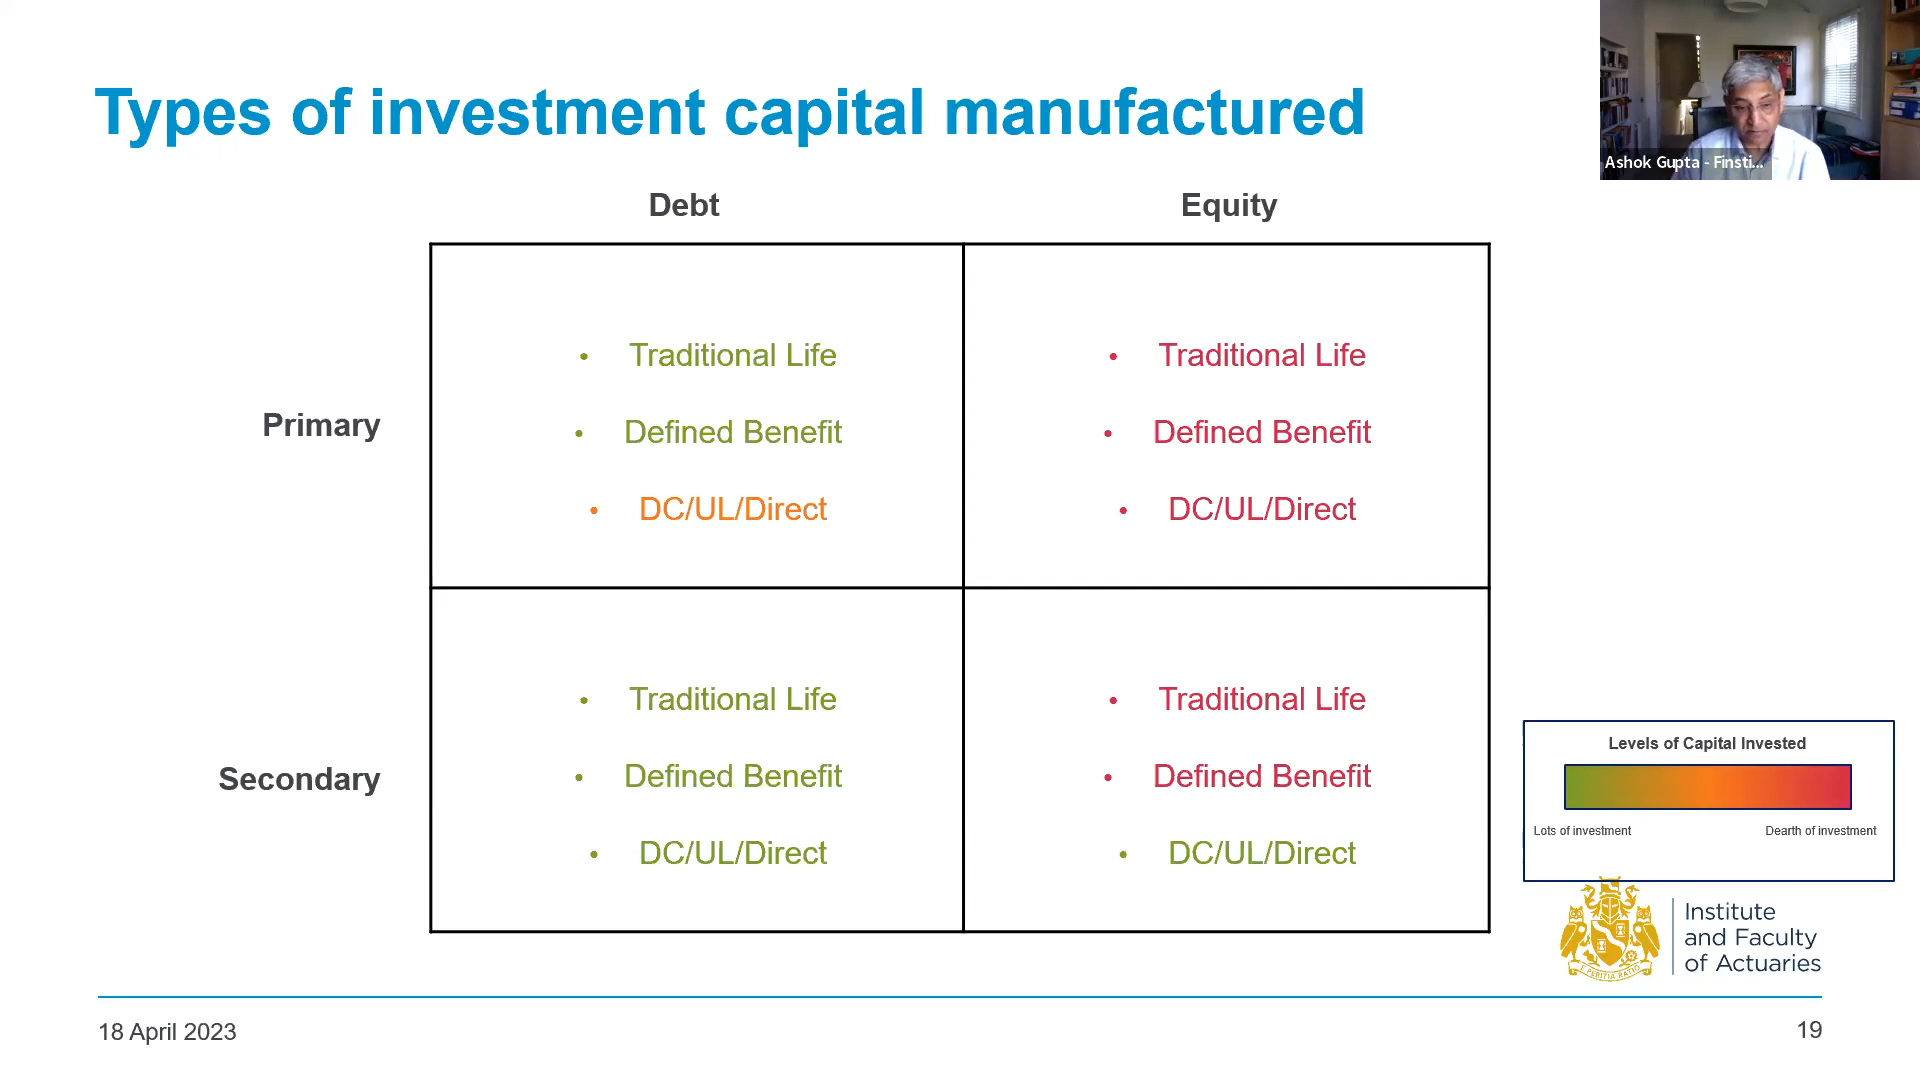 Types of investment capital manufactured
Ashok Gupta - Finsti...
Debt
Equity
Primary
• Traditional Life
• Defined Benefit
• DC/UL/Direct
• Traditional Life
• Defined Benefit
• DC/UL/Direct
Secondary
• Traditional Life
• Defined Benefit
• DC/UL/Direct
• Traditional Life
• Defined Benefit
• DC/UL/Direct
Levels of Capital Invested
Lots of investment
Dearth of investment
E PERITIA RATIO
Institute
and Faculty
of Actuaries
18 April 2023
19